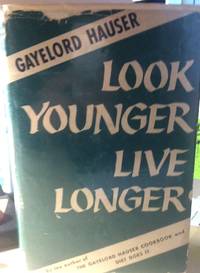 GAYELORD HAUSER
LOOK
YOUNGER
LIVE
LONGER
by the author of
THE GAYELORD HAUSER COOKBOOK and
DIET DOES IT